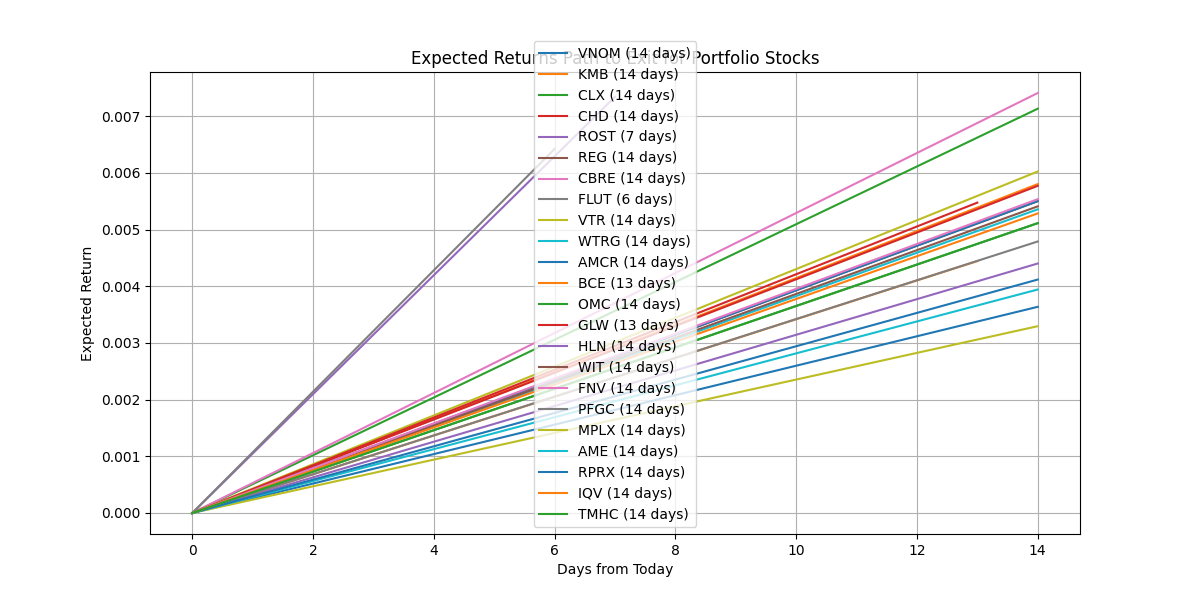 Expected Returns Path to Exit for Portfolio Stocks
VNOM (14 days)
KMB (14 days)
CLX (14 days)
CHD (14 days)
ROST (7 days)
REG (14 days)
CBRE (14 days)
FLUT (6 days)
VTR (14 days)
WTRG (14 days)
AMCR (14 days)
BCE (13 days)
OMC (14 days)
GLW (13 days)
HLN (14 days)
WIT (14 days)
FNV (14 days)
PFGC (14 days)
MPLX (14 days)
AME (14 days)
RPRX (14 days)
IQV (14 days)
TMHC (14 days)
Expected Return
0.007
0.006
0.005
0.004
0.003
0.002
0.001
0.000
0 2 4 6 8 10 12 14
Days from Today